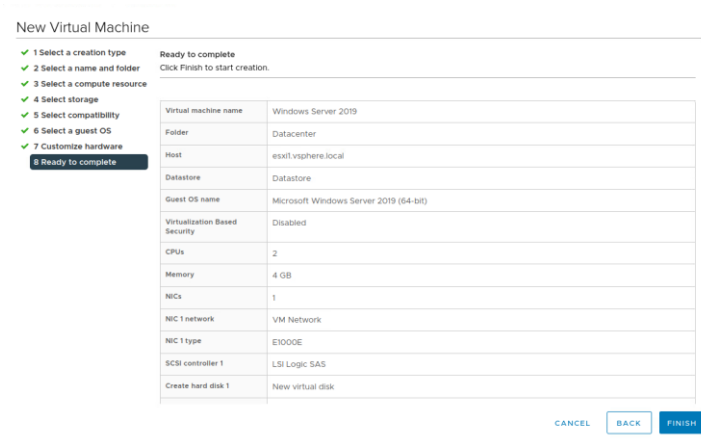 New Virtual Machine
1 Select a creation type
2 Select a name and folder
3 Select a compute resource
4 Select storage
5 Select compatibility
6 Select a guest OS
7 Customize hardware
8 Ready to complete
Ready to complete
Click Finish to start creation.
Virtual machine name Windows Server 2019
Folder Datacenter
Host esxi1.vsphere.local
Datastore Datastore
Guest OS name Microsoft Windows Server 2019 (64-bit)
Virtualization Based
Security Disabled
CPUs 2
Memory 4 GB
NICs 1
NIC 1 network VM Network
NIC 1 type E1000E
SCSI controller 1 LSI Logic SAS
Create hard disk 1 New virtual disk
CANCEL BACK FINISH